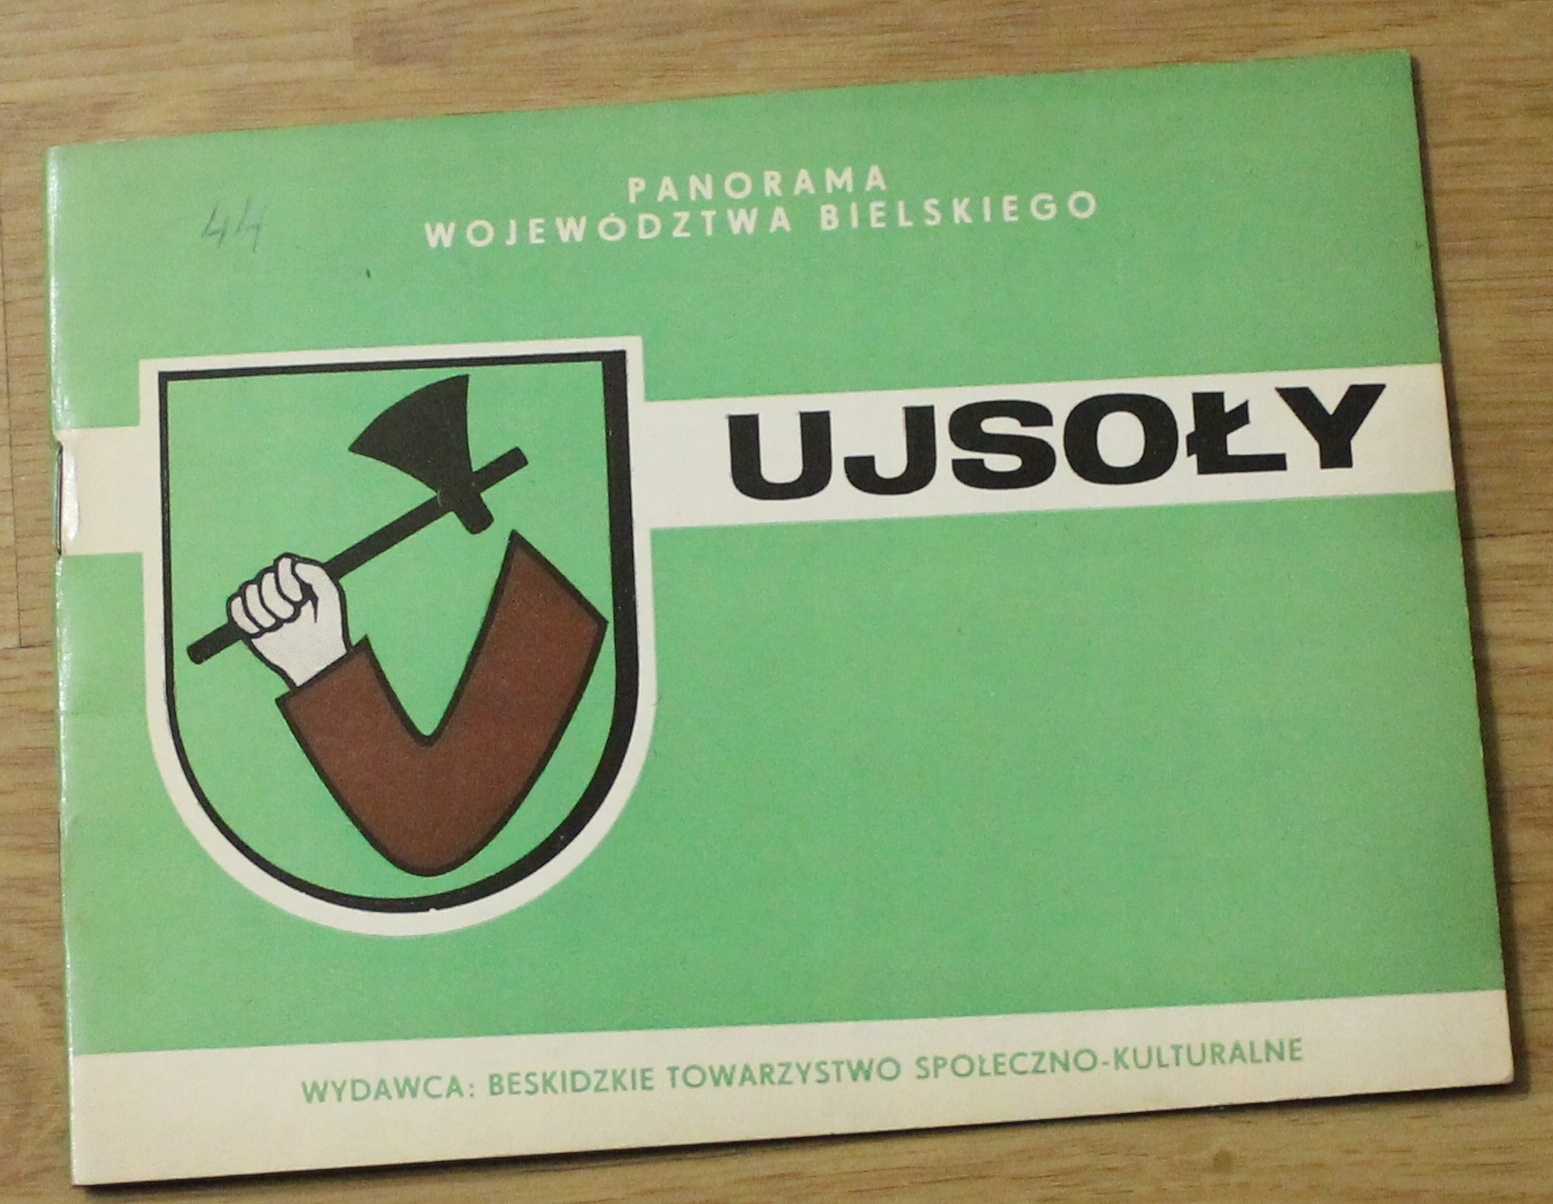 44
PANORAMA
WOJEWÓDZTWA BIELSKIEGO
UJSOŁY
WYDAWCA: BESKIDZKIE TOWARZYSTWO SPOŁECZNO-KULTURALNE